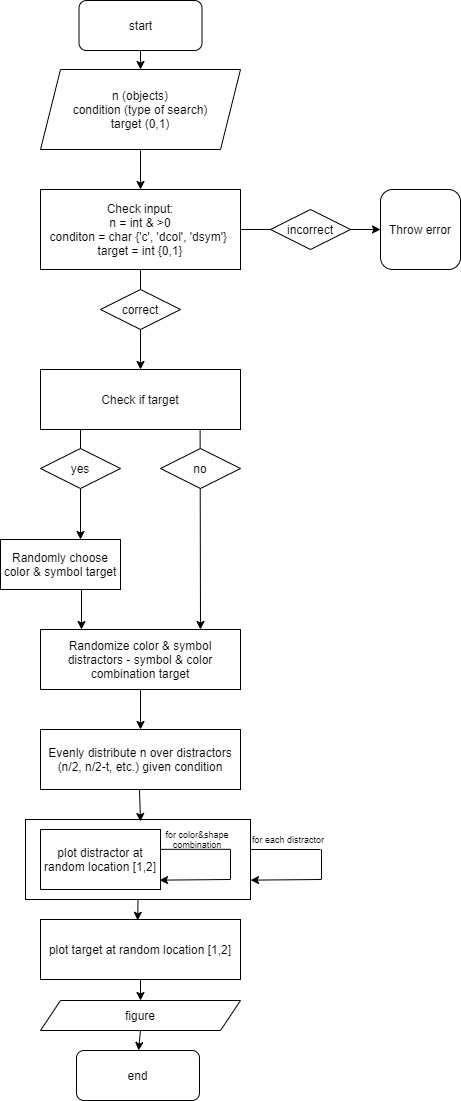 start
n (objects)
condition (type of search)
target (0,1)
Check input:
n = int & >0
conditon = char {'c', 'dcol', 'dsym'}
target = int {0,1}
incorrect
Throw error
correct
Check if target
yes
no
Randomly choose
color & symbol target
Randomize color & symbol
distractors - symbol & color
combination target
Evenly distribute n over distractors
(n/2, n/2-t, etc.) given condition
plot distractor at
random location [1,2]
for color&shape
combination
for each distractor
plot target at random location [1,2]
figure
end